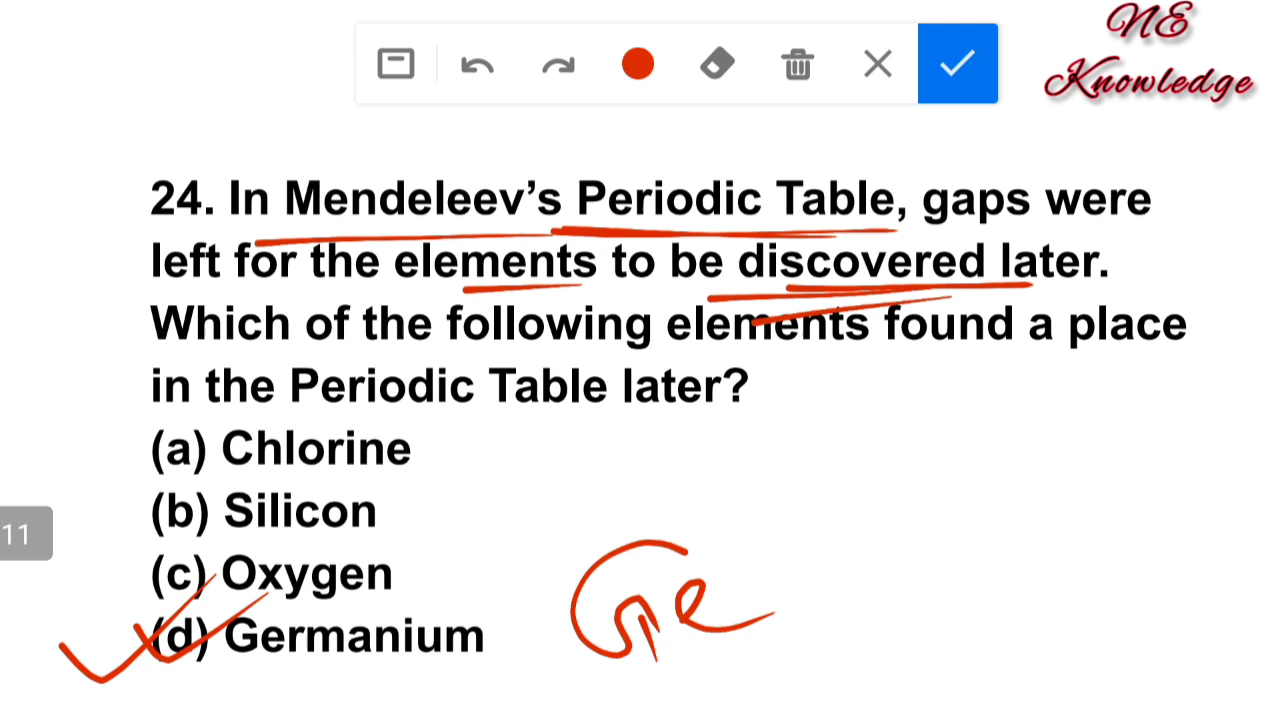 NE
Knowledge
24. In Mendeleev’s Periodic Table, gaps were
left for the elements to be discovered later.
Which of the following elements found a place
in the Periodic Table later?
(a) Chlorine
(b) Silicon
11
(c) Oxygen
(d) Germanium
Ge